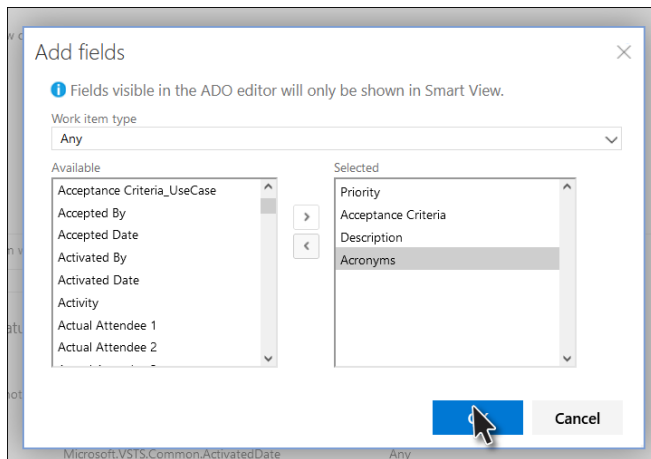 Add fields
Fields visible in the ADO editor will only be shown in Smart View.
Work item type
Any
Available
Selected
Acceptance Criteria_UseCase
Accepted By
Accepted Date
Activated By
Activated Date
Activity
Actual Attendee 1
Actual Attendee 2
Priority
Acceptance Criteria
Description
Acronyms
Cancel
Microsoft.VSTS.Common.ActivatedDate
Any